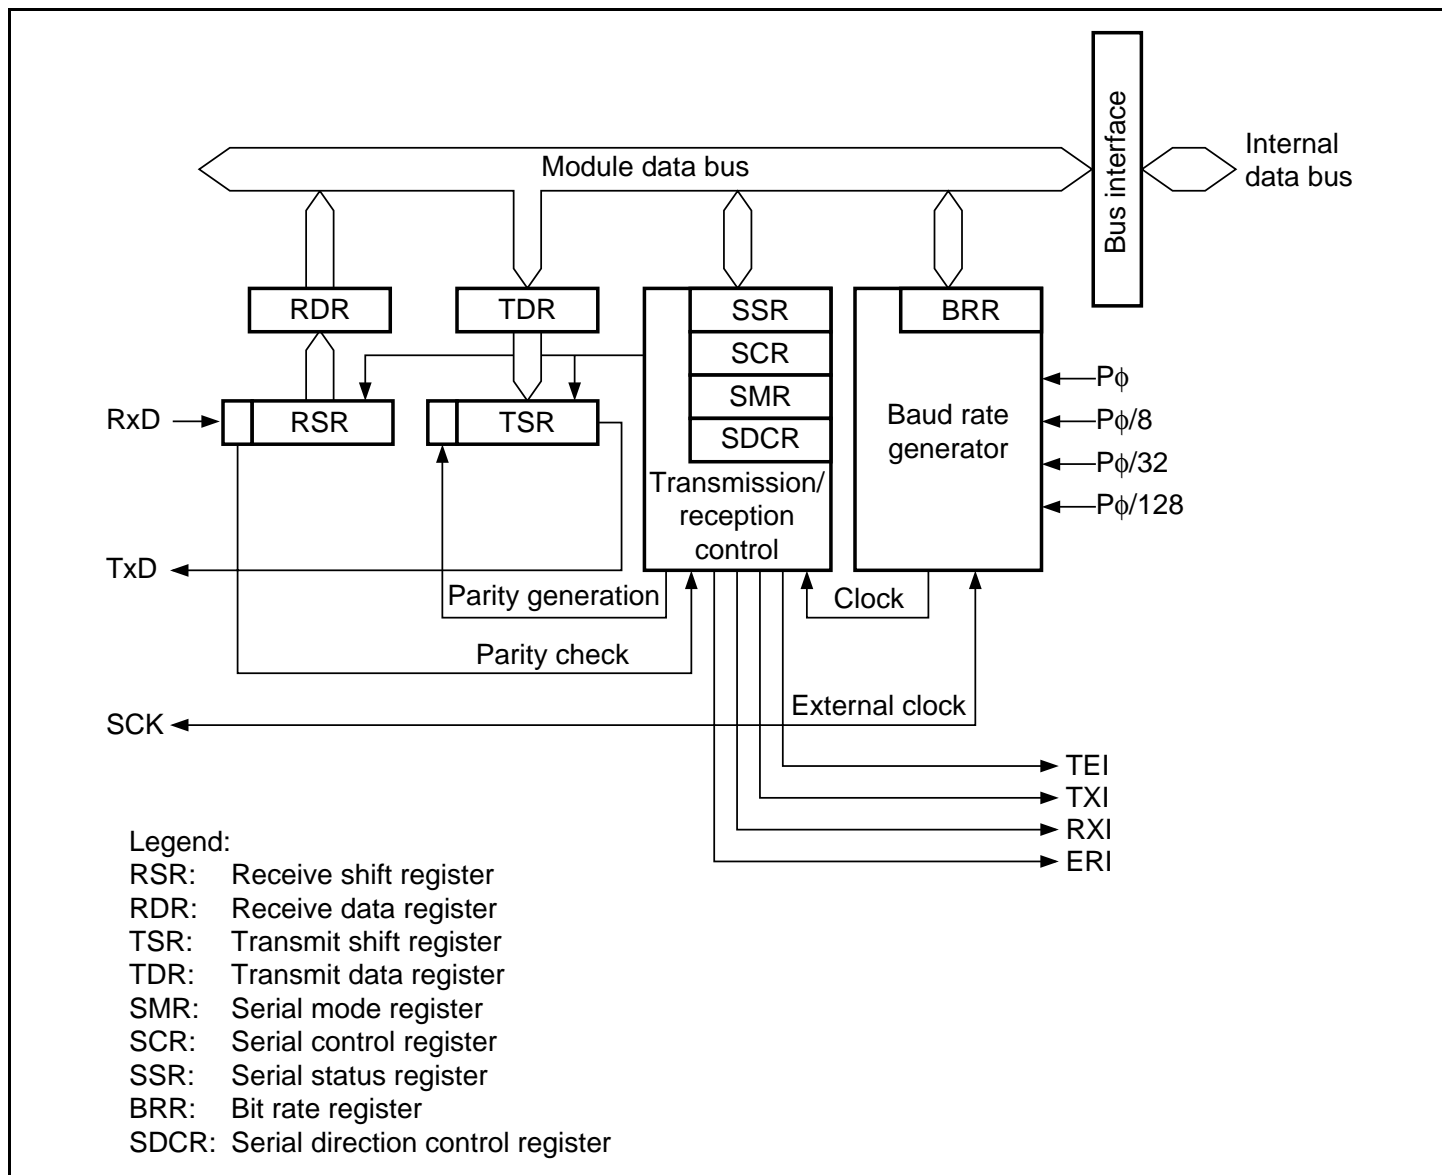 Module data bus
Bus interface
Internal
data bus
RDR
TDR
SSR
BRR
SCR
SMR
SDCR
RxD
RSR
TSR
Baud rate
generator
Pφ
Pφ/8
Pφ/32
Pφ/128
Transmission/
reception
control
TxD
Parity generation
Clock
Parity check
SCK
External clock
TEI
TXI
RXI
ERI
Legend:
RSR: Receive shift register
RDR: Receive data register
TSR: Transmit shift register
TDR: Transmit data register
SMR: Serial mode register
SCR: Serial control register
SSR: Serial status register
BRR: Bit rate register
SDCR: Serial direction control register